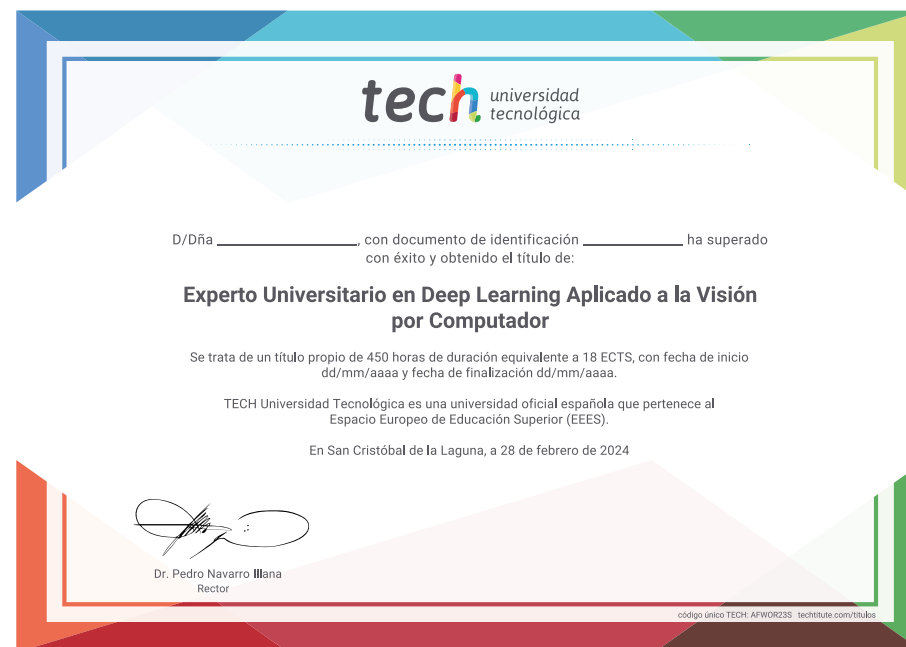 tech universidad
tecnológica
D/Dña ____________________, con documento de identificación ______________ ha superado
con éxito y obtenido el título de:
Experto Universitario en Deep Learning Aplicado a la Visión
por Computador
Se trata de un título propio de 450 horas de duración equivalente a 18 ECTS, con fecha de inicio
dd/mm/aaaa y fecha de finalización dd/mm/aaaa.
TECH Universidad Tecnológica es una universidad oficial española que pertenece al
Espacio Europeo de Educación Superior (EEES).
En San Cristóbal de la Laguna, a 28 de febrero de 2024
Dr. Pedro Navarro Illana
Rector
código único TECH: AFWOR23S techtitute.com/titulos